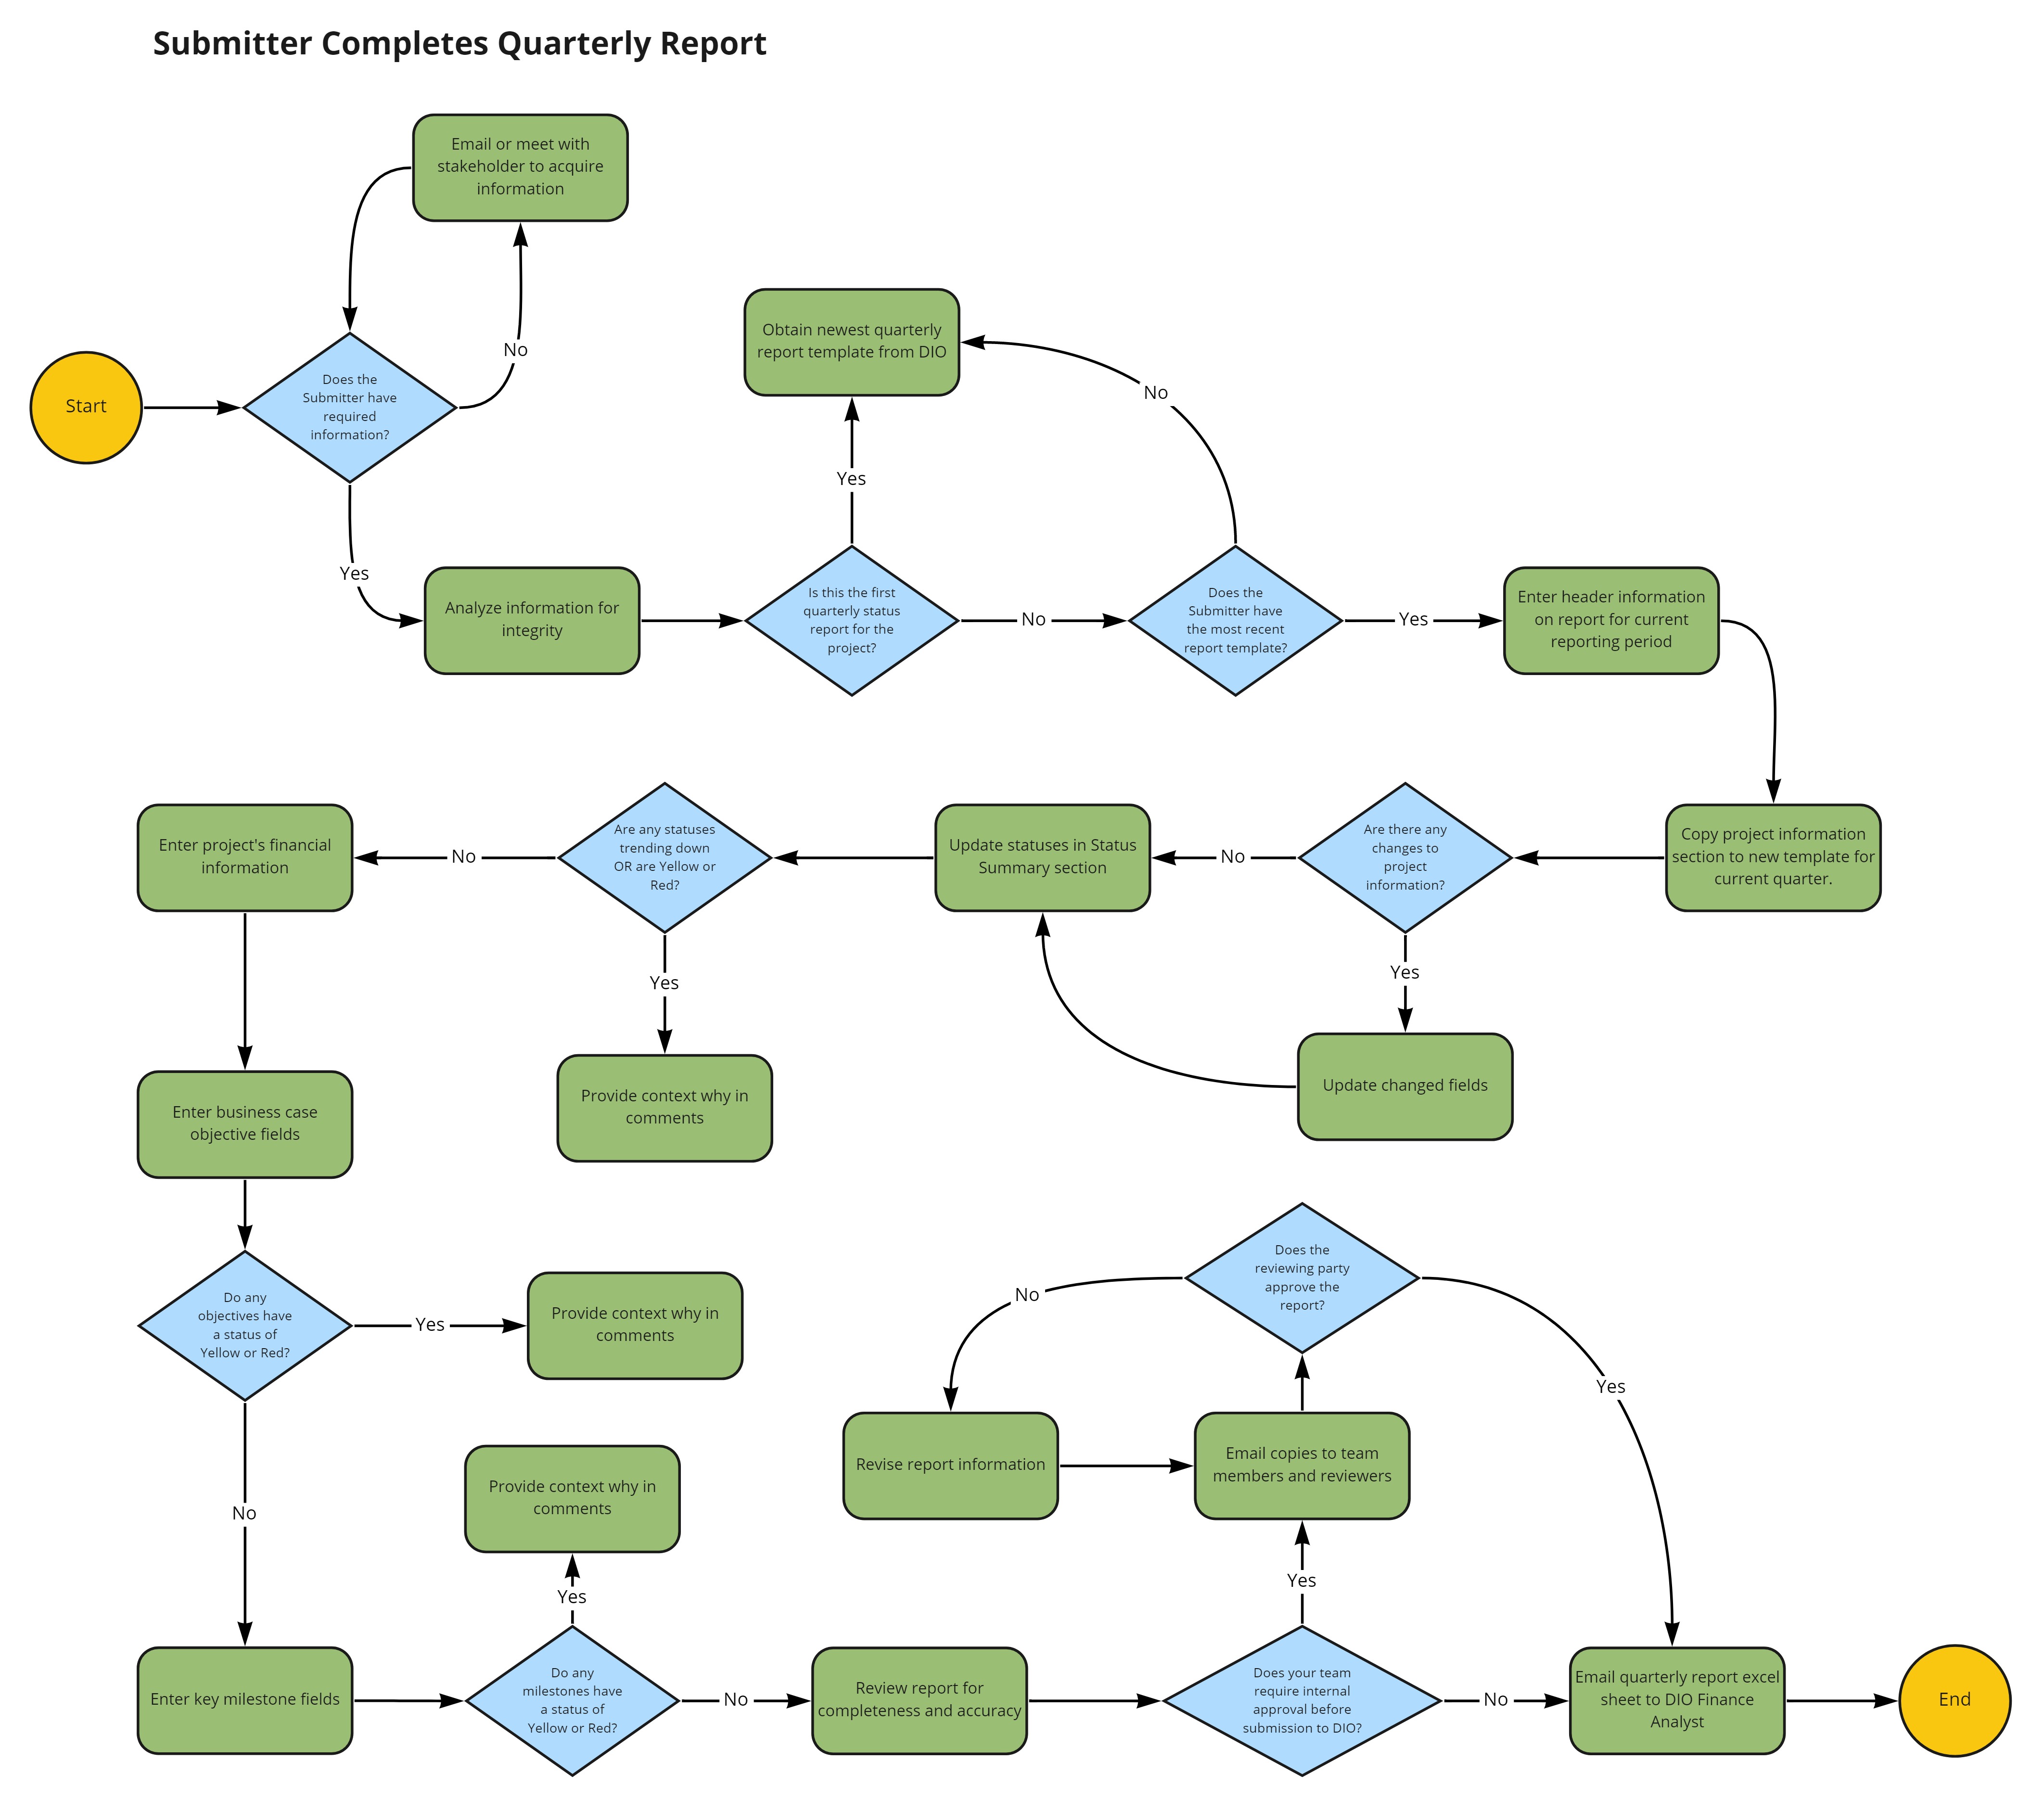 Submitter Completes Quarterly Report
Email or meet with
stakeholder to acquire
information
No
Start
Does the
Submitter have
required
information?
Yes
Obtain newest quarterly
report template from DIO
No
Yes
Analyze information for
integrity
Is this the first
quarterly status
report for the
project?
No
Does the
Submitter have
the most recent
report template?
Yes
Enter header information
on report for current
reporting period
Copy project information
section to new template for
current quarter.
Are there any
changes to
project
information?
No
Yes
Update changed fields
Update statuses in Status
Summary section
Are any statuses
trending down
OR are Yellow or
Red?
No
Yes
Provide context why in
comments
Enter project's financial
information
Enter business case
objective fields
Do any
objectives have
a status of
Yellow or Red?
Yes
Provide context why in
comments
No
Enter key milestone fields
Do any
milestones have
a status of
Yellow or Red?
Yes
Provide context why in
comments
No
Review report for
completeness and accuracy
Does your team
require internal
approval before
submission to DIO?
Yes
Email copies to team
members and reviewers
Does the
reviewing party
approve the
report?
No
Revise report information
Yes
No
Email quarterly report excel
sheet to DIO Finance
Analyst
End